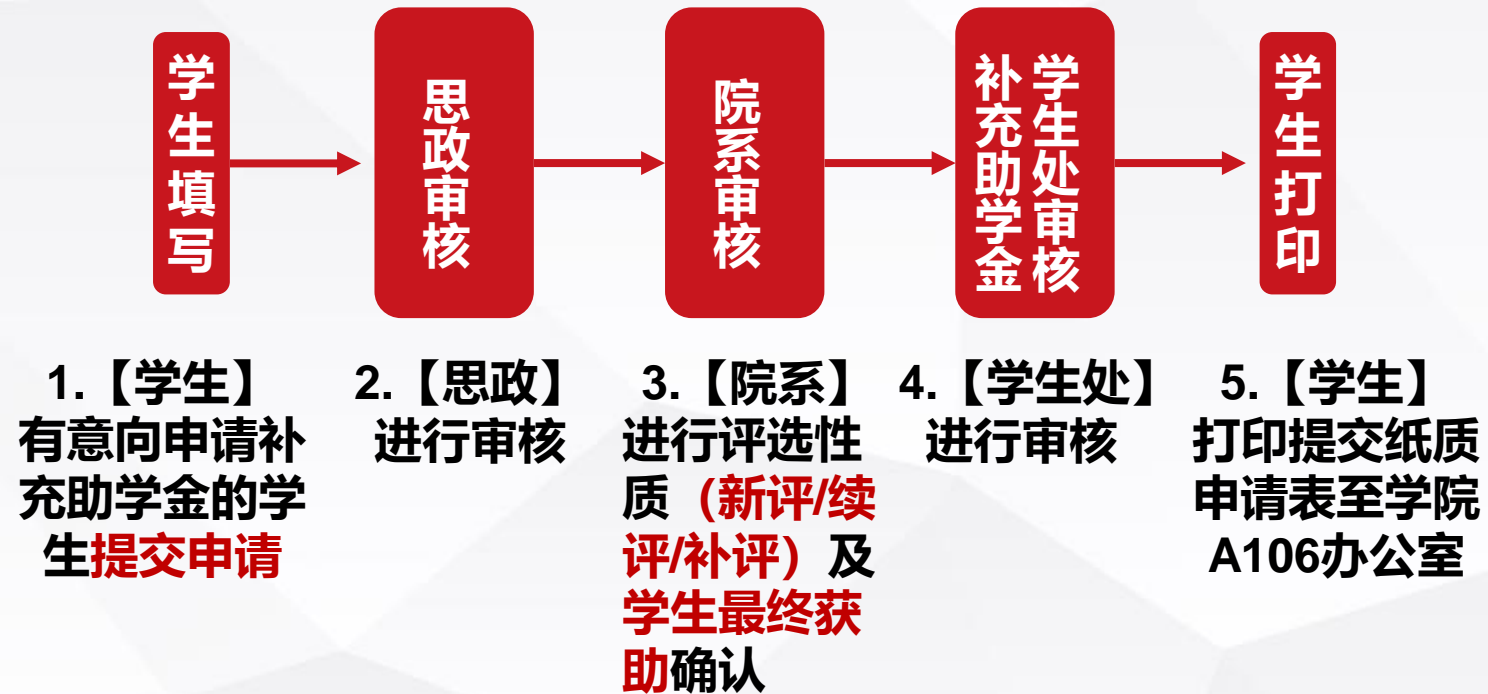 学生填写
思政审核
院系审核
学生处审核
补充助学金
学生打印
1.【学生】
有意向申请补
充助学金的学
生提交申请
2.【思政】
进行审核
3.【院系】
进行评选性
质（新评/续
评/补评）及
学生最终获
助确认
4.【学生处】
进行审核
5.【学生】
打印提交纸质
申请表至学院
A106办公室